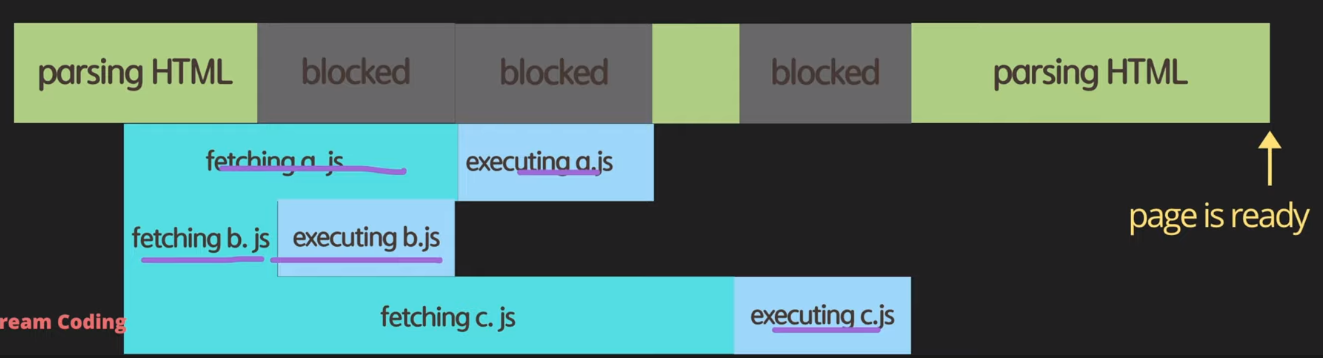 parsing HTML
blocked
blocked
blocked
parsing HTML
fetching a. js
executing a.js
page is ready
fetching b. js
executing b.js
ream Coding
fetching c. js
executing c.js